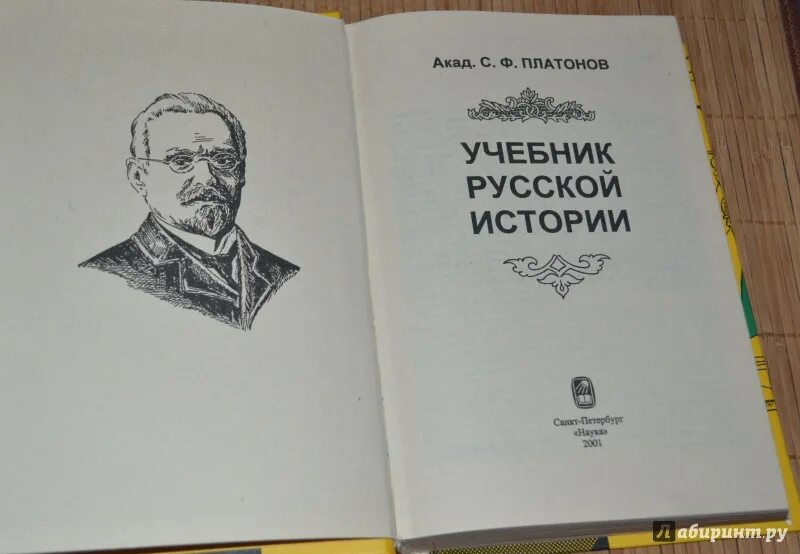 Акад. С. Ф. ПЛАТОНОВ
УЧЕБНИК
РУССКОЙ
ИСТОРИИ
Санкт-Петербург
«Наука»
2001
Лабиринт.ру